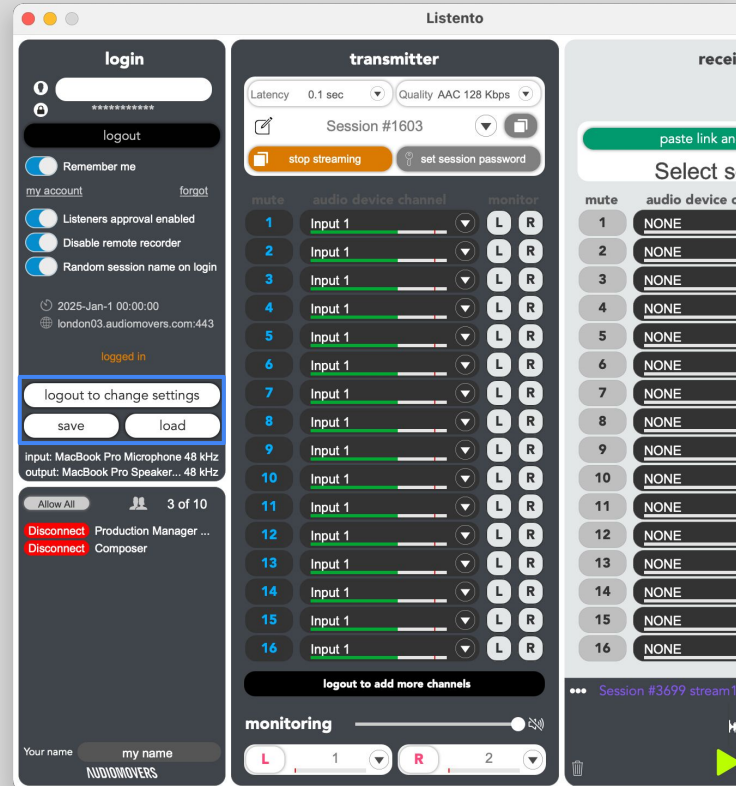 Listento
login
***********
logout
Remember me
my account forgot
Listeners approval enabled
Disable remote recorder
Random session name on login
2025-Jan-1 00:00:00
london03.audiomovers.com:443
logged in
logout to change settings
save load
input: MacBook Pro Microphone 48 kHz
output: MacBook Pro Speaker... 48 kHz
Allow All 3 of 10
Disconnect Production Manager ...
Disconnect Composer
Your name my name
AUDIOMOVERS
transmitter
Latency 0.1 sec Quality AAC 128 Kbps
Session #1603
stop streaming set session password
mute audio device channel monitor
1 Input 1 L R
2 Input 1 L R
3 Input 1 L R
4 Input 1 L R
5 Input 1 L R
6 Input 1 L R
7 Input 1 L R
8 Input 1 L R
9 Input 1 L R
10 Input 1 L R
11 Input 1 L R
12 Input 1 L R
13 Input 1 L R
14 Input 1 L R
15 Input 1 L R
16 Input 1 L R
logout to add more channels
monitoring
L 1 R 2
recei
paste link an
Select s
mute audio device c
1 NONE
2 NONE
3 NONE
4 NONE
5 NONE
6 NONE
7 NONE
8 NONE
9 NONE
10 NONE
11 NONE
12 NONE
13 NONE
14 NONE
15 NONE
16 NONE
Session #3699 stream1